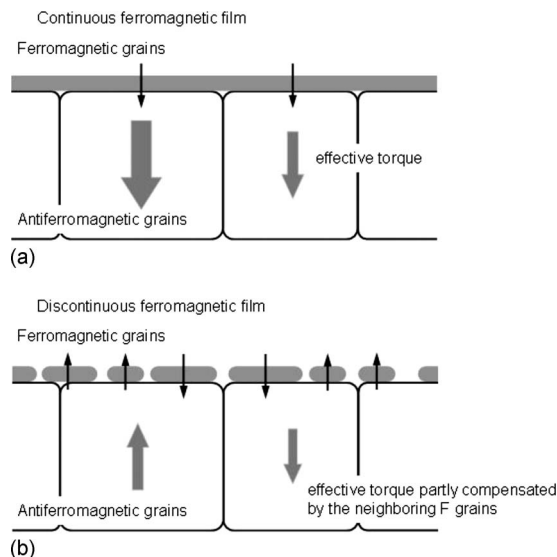 Continuous ferromagnetic film
Ferromagnetic grains
effective torque
Antiferromagnetic grains
(a)
Discontinuous ferromagnetic film
Ferromagnetic grains
effective torque partly compensated
by the neighboring F grains
Antiferromagnetic grains
(b)